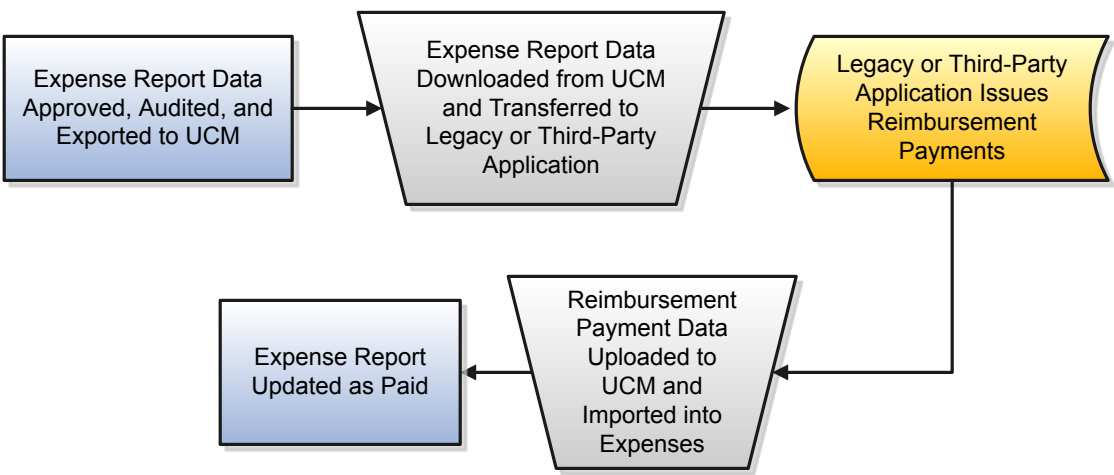 Expense Report Data
Approved, Audited, and
Exported to UCM
Expense Report Data
Downloaded from UCM
and Transferred to
Legacy or Third-Party
Application
Legacy or Third-Party
Application Issues
Reimbursement
Payments
Reimbursement
Payment Data
Uploaded to
UCM and
Imported into
Expenses
Expense Report
Updated as Paid